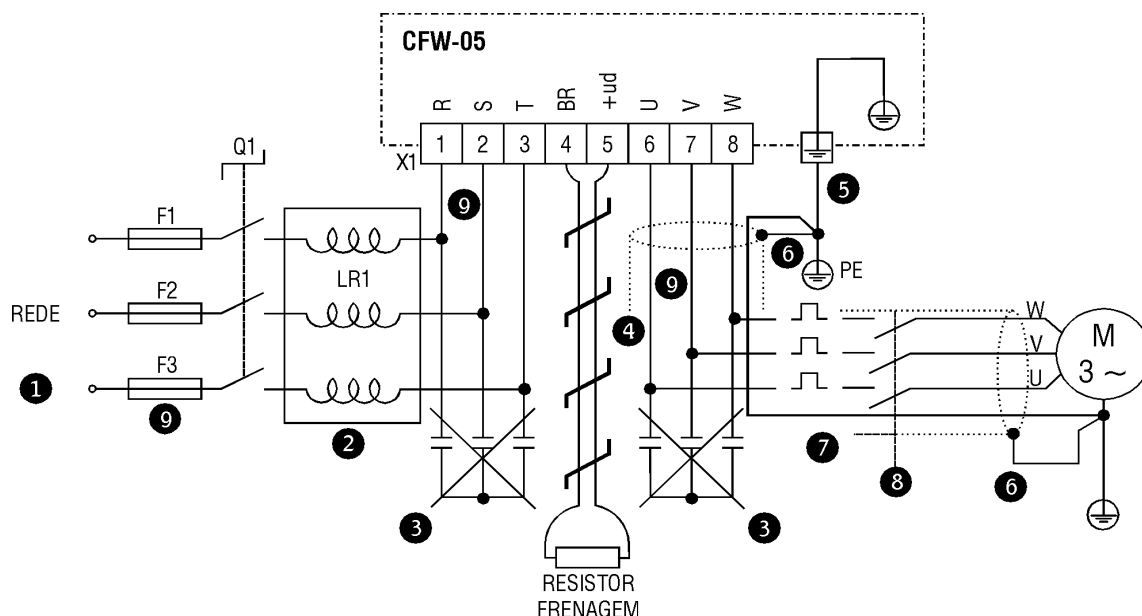 CFW-05
R S T BR +ud U V W
X1 1 2 3 4 5 6 7 8
Q1
5
9
F1
6
PE
LR1
9
F2
REDE
4
W
M
3 ~
V
F3
U
1
9
2
7
8
6
3
3
RESISTOR
FRENAGEM